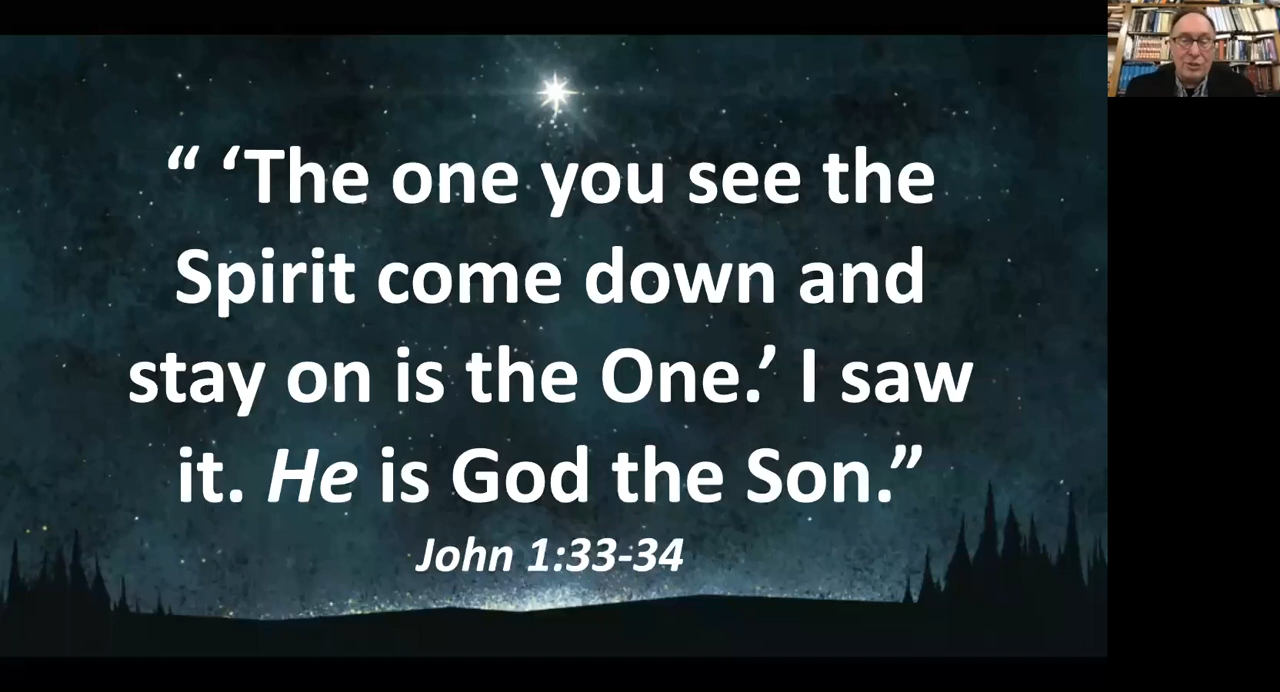 “ ‘The one you see the
Spirit come down and
stay on is the One.’ I saw
it. He is God the Son.”
John 1:33-34